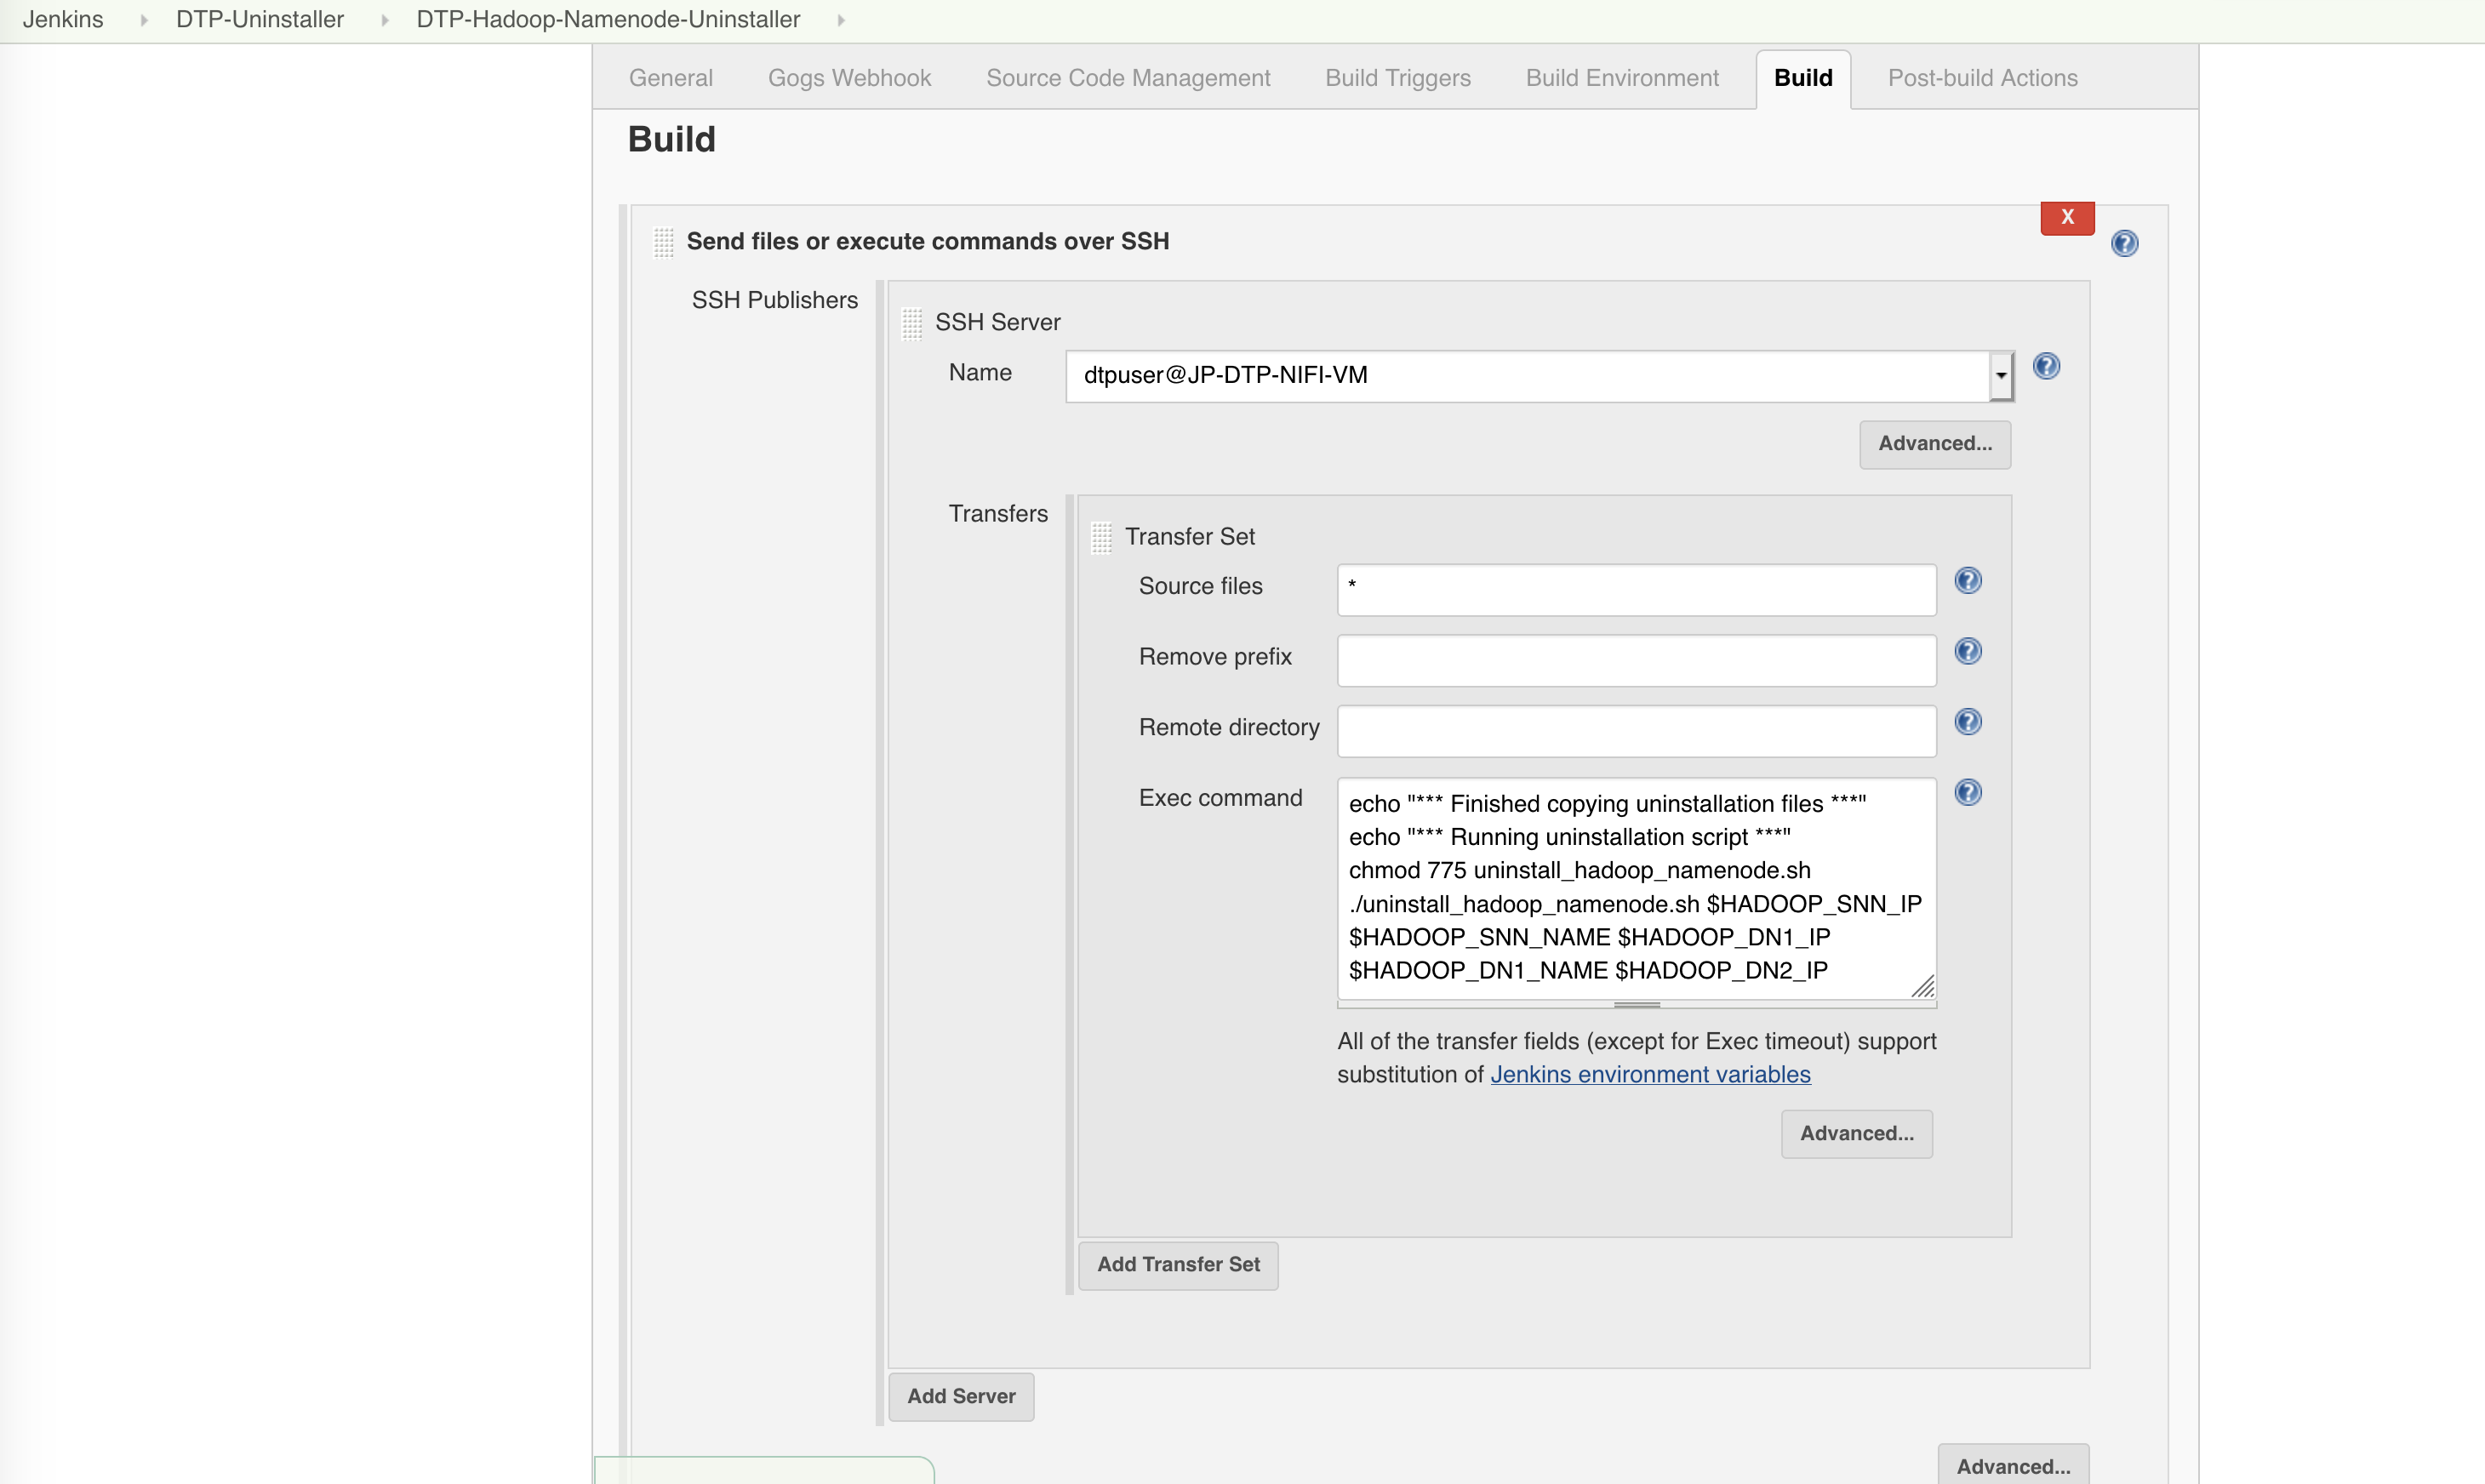 Jenkins DTP-Uninstaller DTP-Hadoop-Namenode-Uninstaller
General Gogs Webhook Source Code Management Build Triggers Build Environment Build Post-build Actions
Build
X
Send files or execute commands over SSH
SSH Publishers
SSH Server
Name
dtpuser@JP-DTP-NIFI-VM
Advanced...
Transfers
Transfer Set
Source files
*
Remove prefix
Remote directory
Exec command
echo "*** Finished copying uninstallation files ***"
echo "*** Running uninstallation script ***"
chmod 775 uninstall_hadoop_namenode.sh
./uninstall_hadoop_namenode.sh $HADOOP_SNN_IP
$HADOOP_SNN_NAME $HADOOP_DN1_IP
$HADOOP_DN1_NAME $HADOOP_DN2_IP
All of the transfer fields (except for Exec timeout) support
substitution of Jenkins environment variables
Advanced...
Add Transfer Set
Add Server
Advanced...